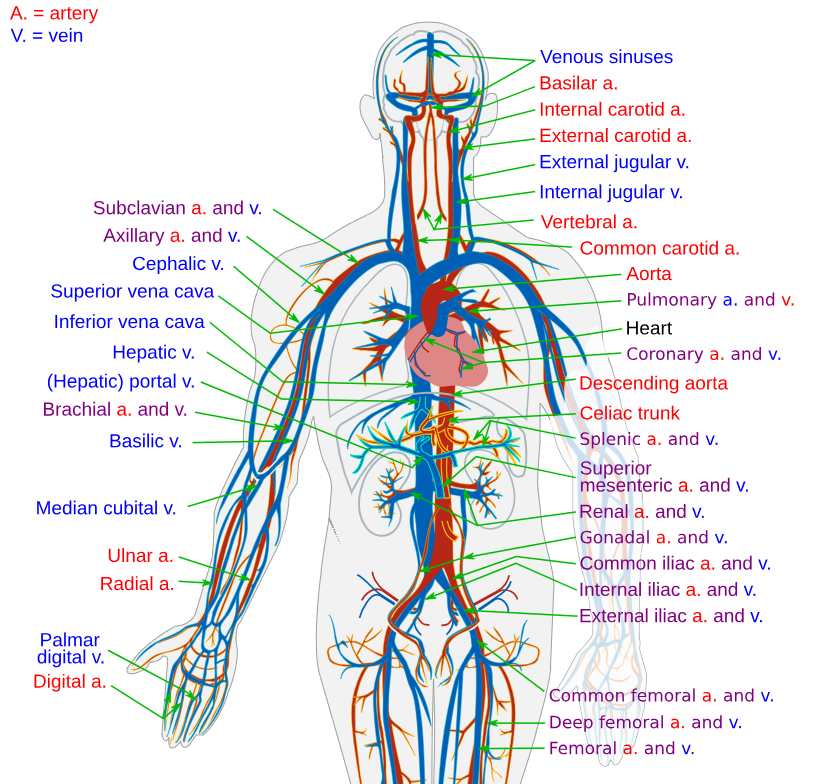 A. = artery
V. = vein
Venous sinuses
Basilar a.
Internal carotid a.
External carotid a.
External jugular v.
Internal jugular v.
Vertebral a.
Common carotid a.
Aorta
Pulmonary a. and v.
Heart
Coronary a. and v.
Descending aorta
Celiac trunk
Splenic a. and v.
Superior
mesenteric a. and v.
Renal a. and v.
Gonadal a. and v.
Common iliac a. and v.
Internal iliac a. and v.
External iliac a. and v.
Common femoral a. and v.
Deep femoral a. and v.
Femoral a. and v.
Subclavian a. and v.
Axillary a. and v.
Cephalic v.
Superior vena cava
Inferior vena cava
Hepatic v.
(Hepatic) portal v.
Brachial a. and v.
Basilic v.
Median cubital v.
Ulnar a.
Radial a.
Palmar
digital v.
Digital a.